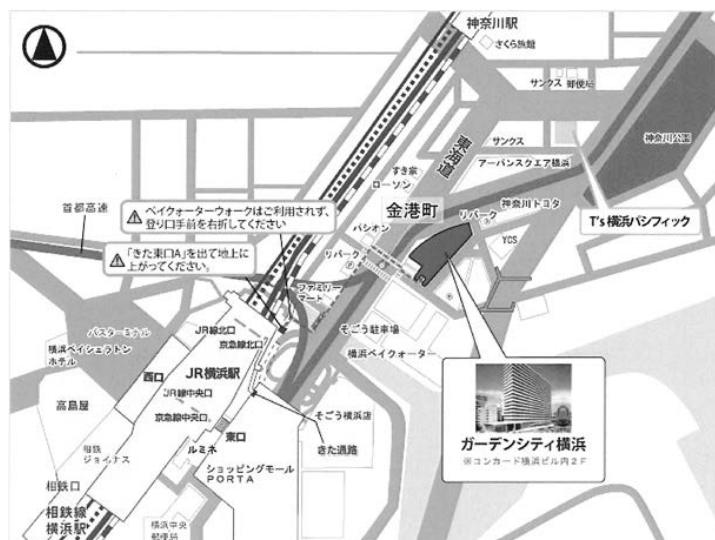 神奈川駅
さくら旅館
サンクス 郵便局
東海道
サンクス
アーバンスクエア横浜
神奈川公園
すき家
ローソン
金港町
リパーク
神奈川トヨタ
T's 横浜パシフィック
首都高速
ベイクォーターウォークはご利用されず、
登り口手前を右折してください
パシオン
YCS
リパーク
「きた東口A」を出て地上に
上がってください。
ファミリー
マート
バスターミナル
JR線北口
京急線北口
そごう駐車場
横浜ベイシェラトン
ホテル
横浜ベイクォーター
西口
JR横浜駅
JR線中央口
高島屋
京急線中央口
そごう横浜店
ガーデンシティ横浜
※コンカード横浜ビル内2F
東口
きた通路
ルミネ
相鉄
ジョイナス
ショッピングモール
PORTA
相鉄口
相鉄線
横浜駅
横浜中央
郵便局